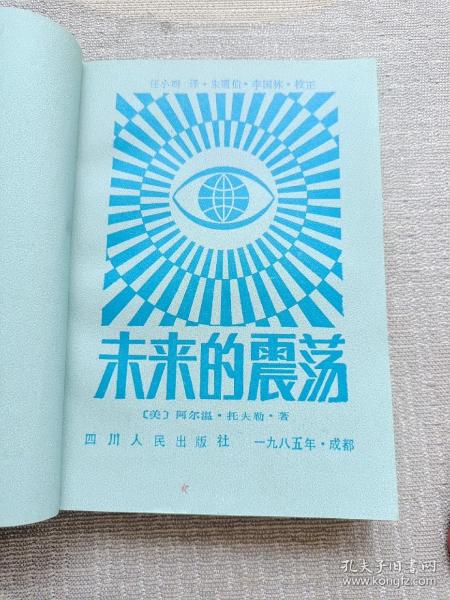 任小明·译·朱明伯·李国林·校正
未来的震荡
〔美〕阿尔温·托夫勒·著
四川人民出版社 一九八五年·成都
孔夫子旧书网
www.kongfz.com